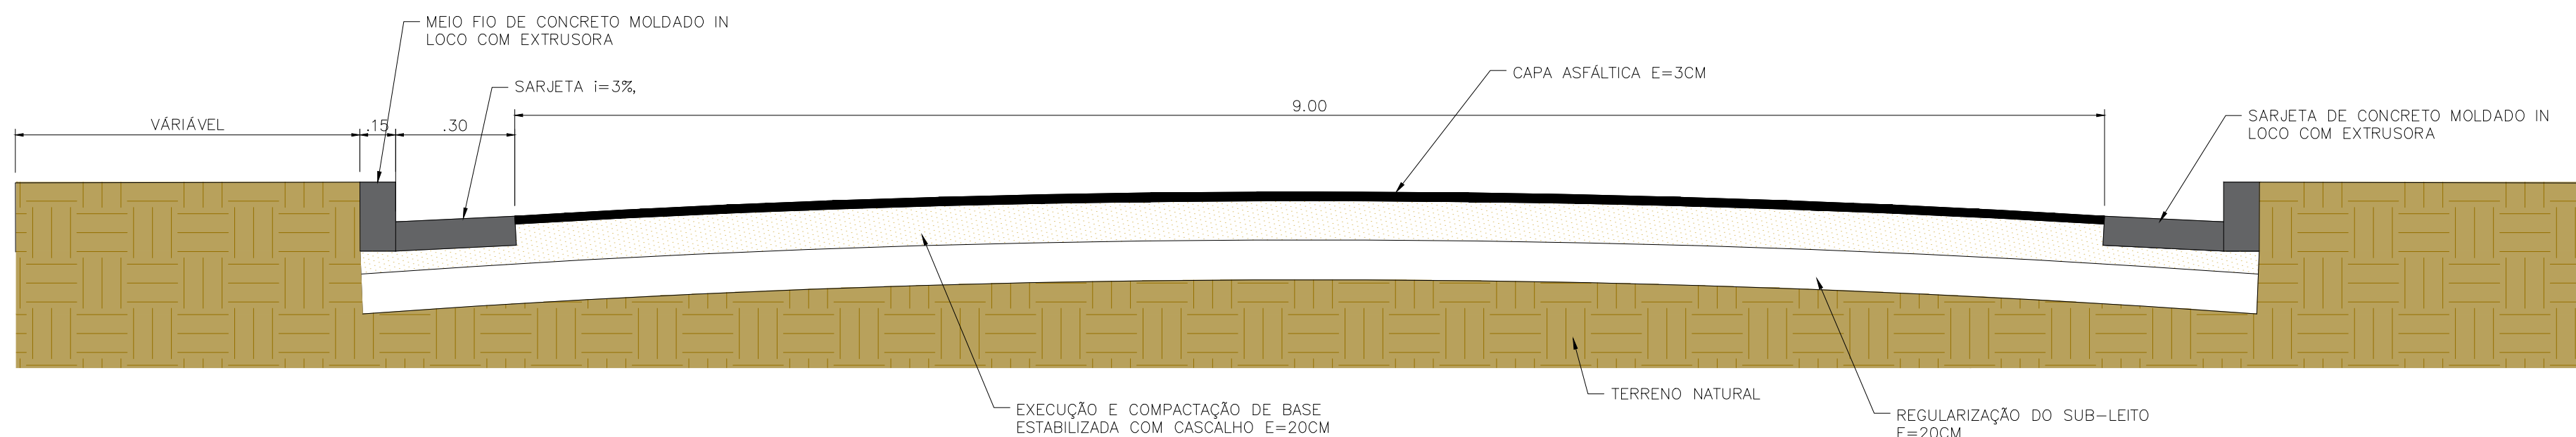 MEIO FIO DE CONCRETO MOLDADO IN
LOCO COM EXTRUSORA
SARJETA i=3%,
CAPA ASFÁLTICA E=3CM
9.00
SARJETA DE CONCRETO MOLDADO IN
LOCO COM EXTRUSORA
VÁRIÁVEL
.15
.30
TERRENO NATURAL
EXECUÇÃO E COMPACTAÇÃO DE BASE
ESTABILIZADA COM CASCALHO E=20CM
REGULARIZAÇÃO DO SUB-LEITO
E=20CM